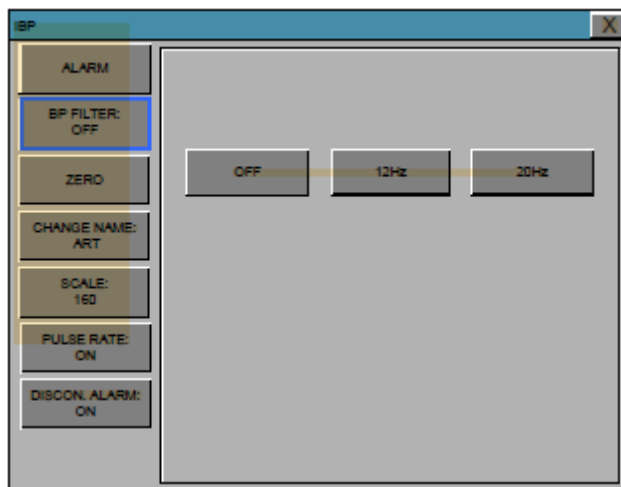 IBP
X
ALARM
BP FILTER:
OFF
ZERO
CHANGE NAME:
ART
SCALE:
160
PULSE RATE:
ON
DISCON. ALARM:
ON
OFF 12Hz 20Hz